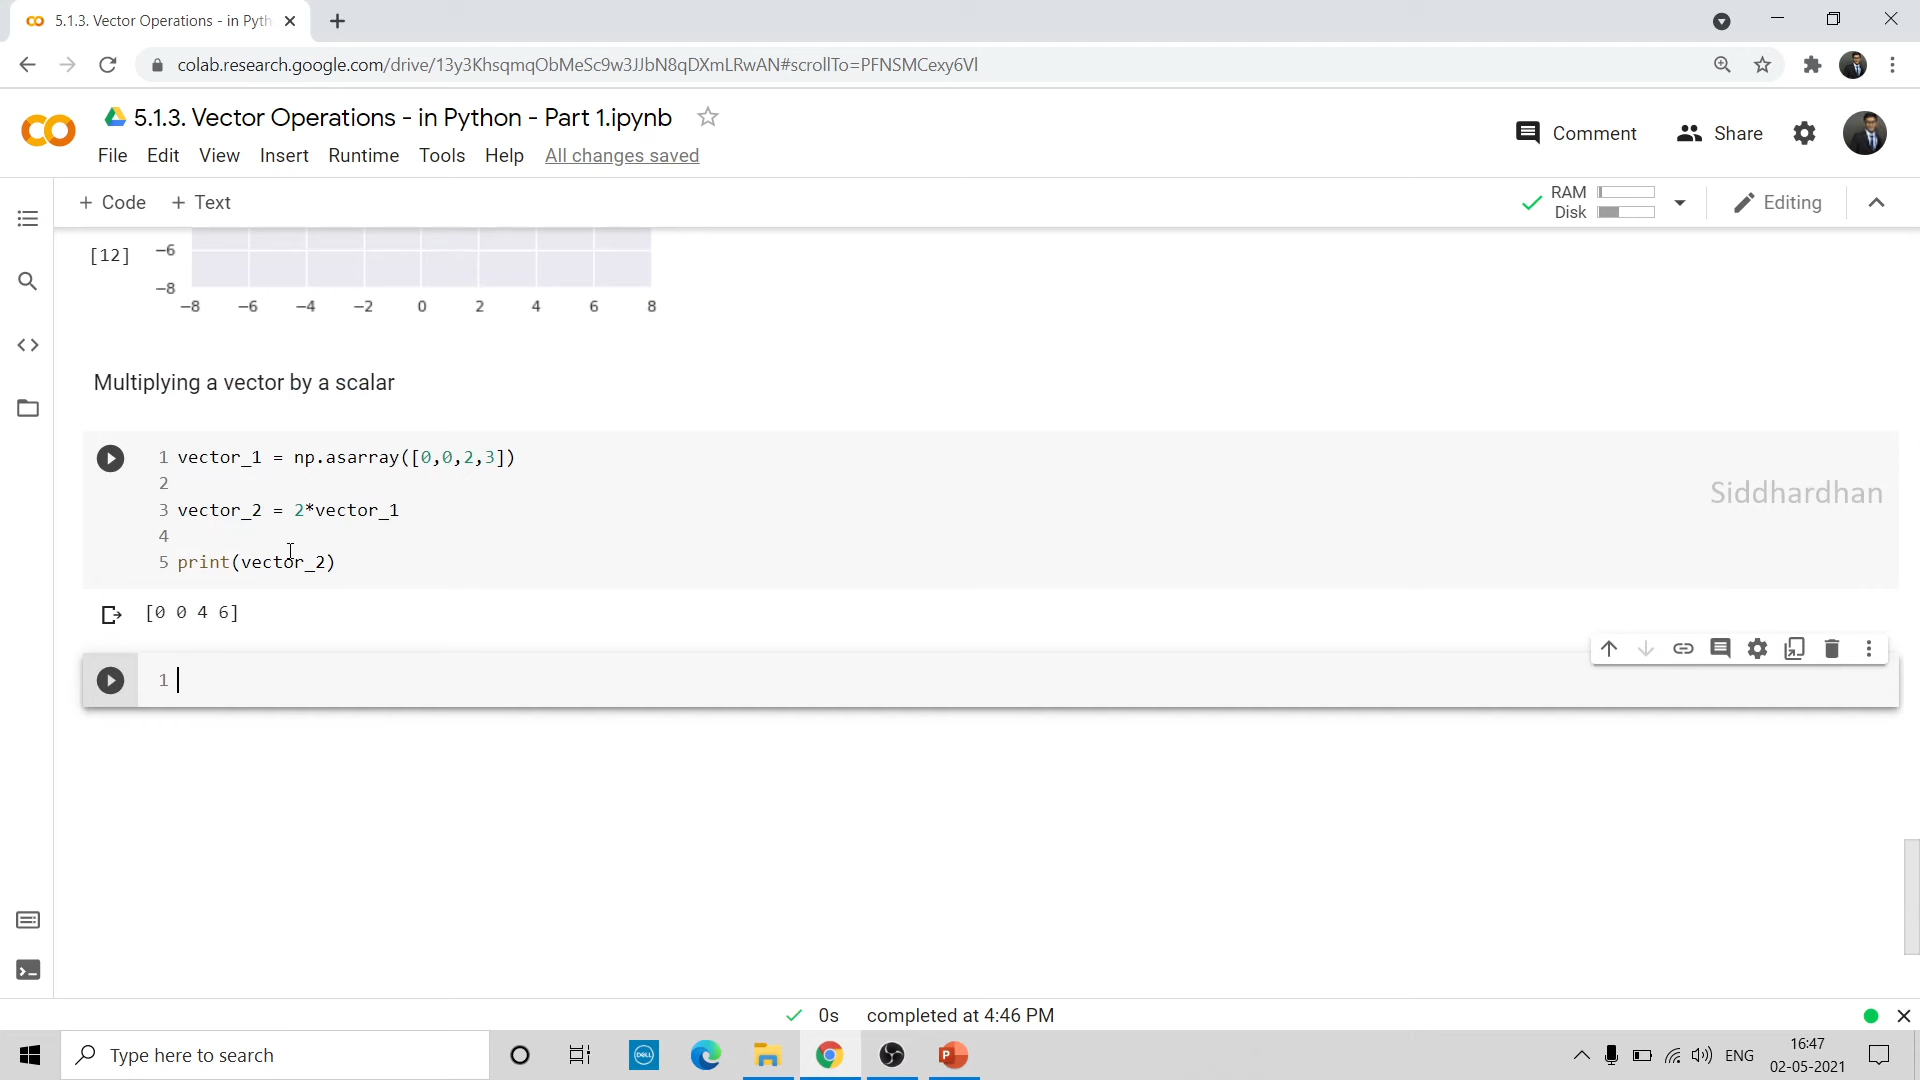 5.1.3. Vector Operations - in Pyth
colab.research.google.com/drive/13y3KhsqmqObMeSc9w3JJbN8qDXmLRwAN#scrollTo=PFNSMCexy6Vl
5.1.3. Vector Operations - in Python - Part 1.ipynb
Comment Share
File Edit View Insert Runtime Tools Help All changes saved
+ Code + Text
RAM
Disk
Editing
[12]
−6
−8
−8 −6 −4 −2 0 2 4 6 8
Multiplying a vector by a scalar
1 vector_1 = np.asarray([0,0,2,3])
2
Siddhardhan
3 vector_2 = 2*vector_1
4
5 print(vector_2)
[0 0 4 6]
1
0s completed at 4:46 PM
Type here to search
DELL
P
ENG
16:47
02-05-2021